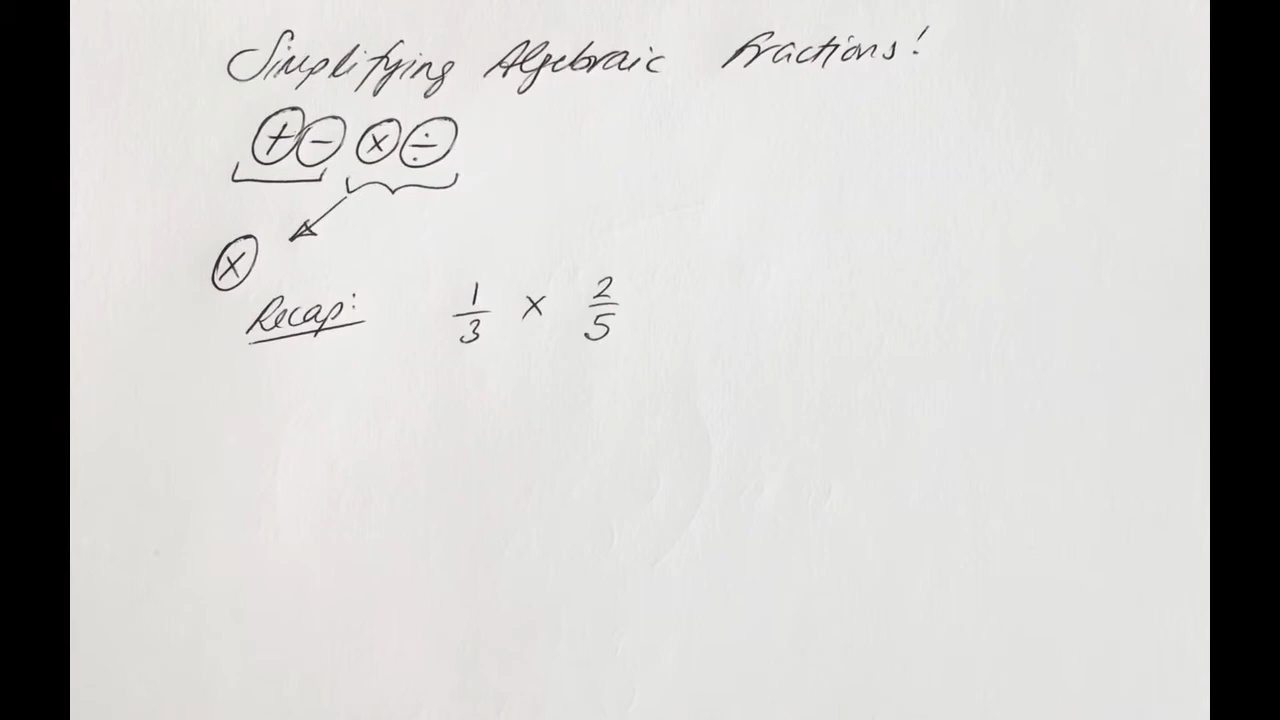 Simplifying Algebraic Fractions!
+ − × ÷
×
Recap: 1/3 × 2/5